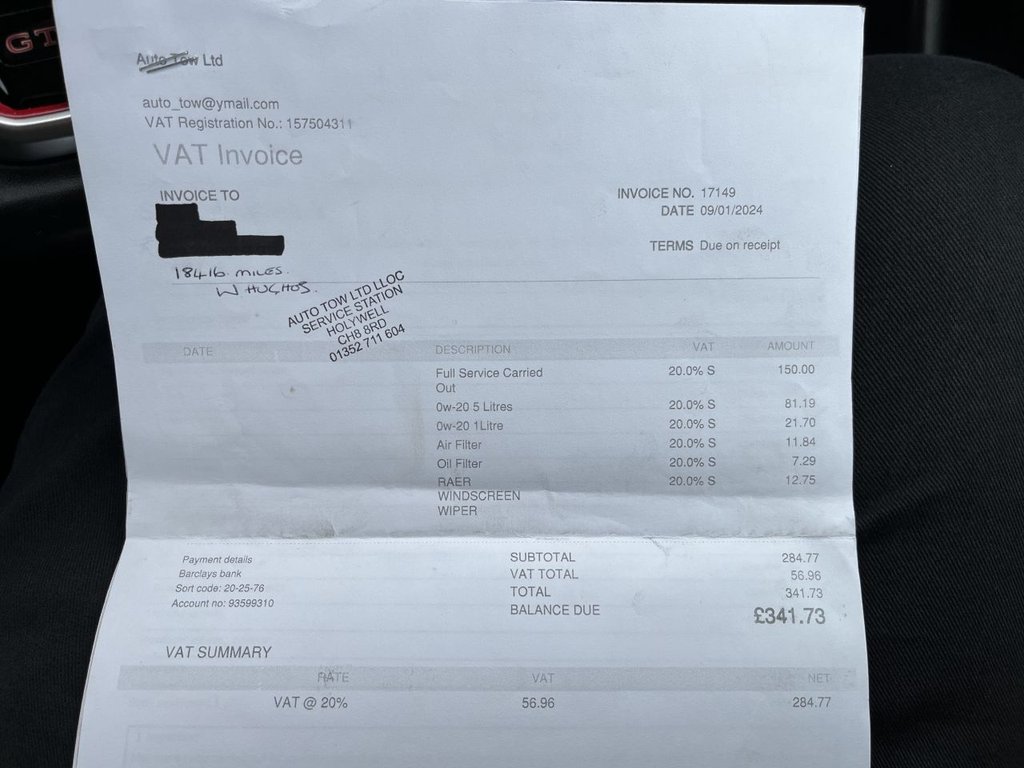 GT
Auto Tow Ltd
auto_tow@ymail.com
VAT Registration No.: 157504311
VAT Invoice
INVOICE TO
INVOICE NO. 17149
DATE 09/01/2024
TERMS Due on receipt
18416 MILES.
W HUGHOS.
AUTO TOW LTD LLOC
SERVICE STATION
HOLYWELL
CH8 8RD
01352 711 604
DATE DESCRIPTION VAT AMOUNT
Full Service Carried 20.0% S 150.00
Out
0w-20 5 Litres 20.0% S 81.19
0w-20 1Litre 20.0% S 21.70
Air Filter 20.0% S 11.84
Oil Filter 20.0% S 7.29
RAER 20.0% S 12.75
WINDSCREEN
WIPER
Payment details
Barclays bank
Sort code: 20-25-76
Account no: 93599310
SUBTOTAL 284.77
VAT TOTAL 56.96
TOTAL 341.73
BALANCE DUE £341.73
VAT SUMMARY
RATE VAT NET
VAT @ 20% 56.96 284.77